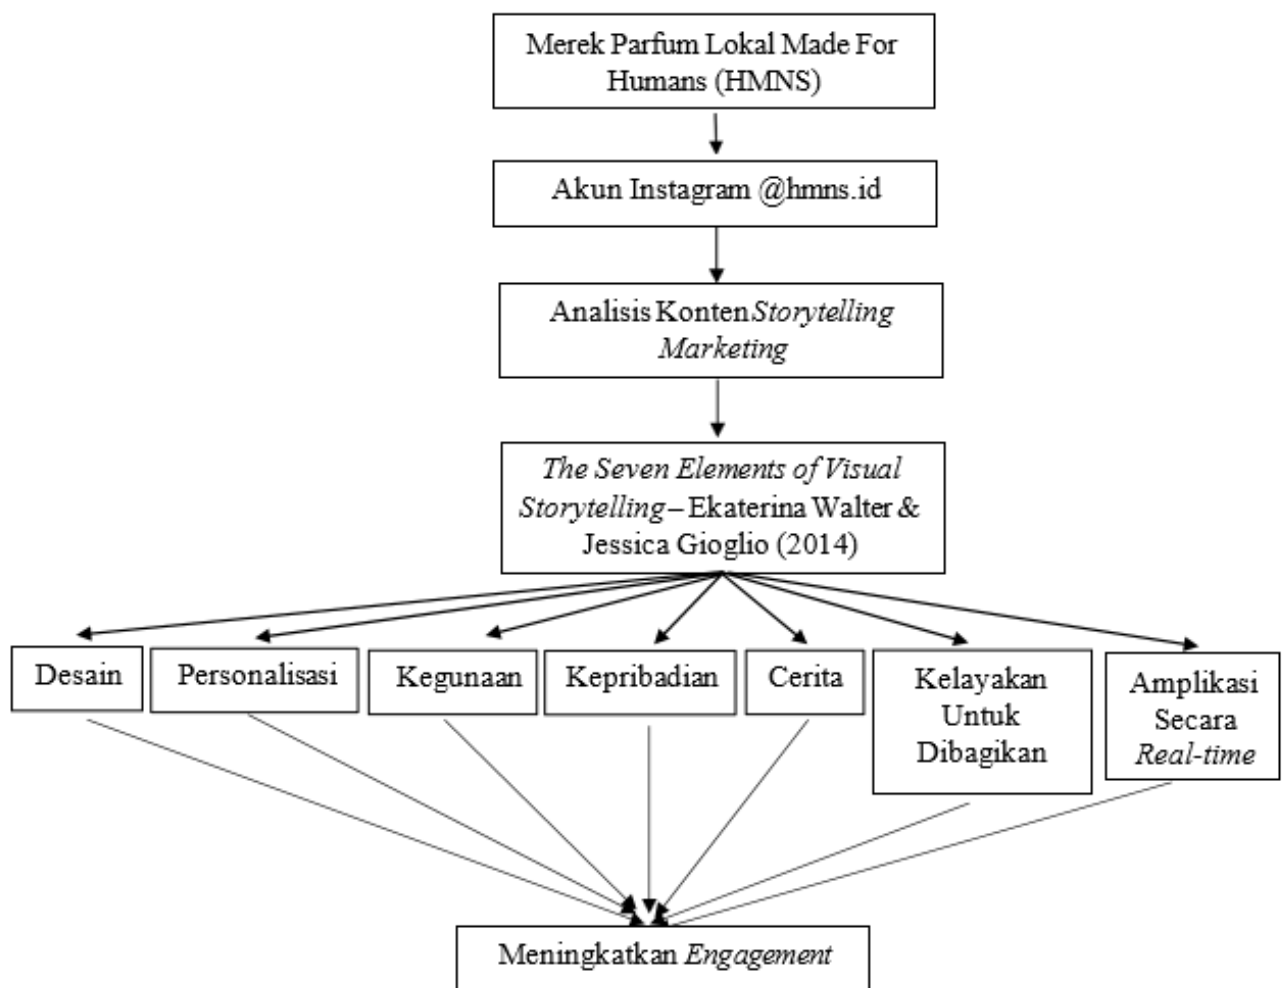 Merek Parfum Lokal Made For
Humans (HMNS)
Akun Instagram @hmns.id
Analisis Konten Storytelling
Marketing
The Seven Elements of Visual
Storytelling – Ekaterina Walter &
Jessica Gioglio (2014)
Desain
Personalisasi
Kegunaan
Kepribadian
Cerita
Kelayakan
Untuk
Dibagikan
Amplikasi
Secara
Real-time
Meningkatkan Engagement